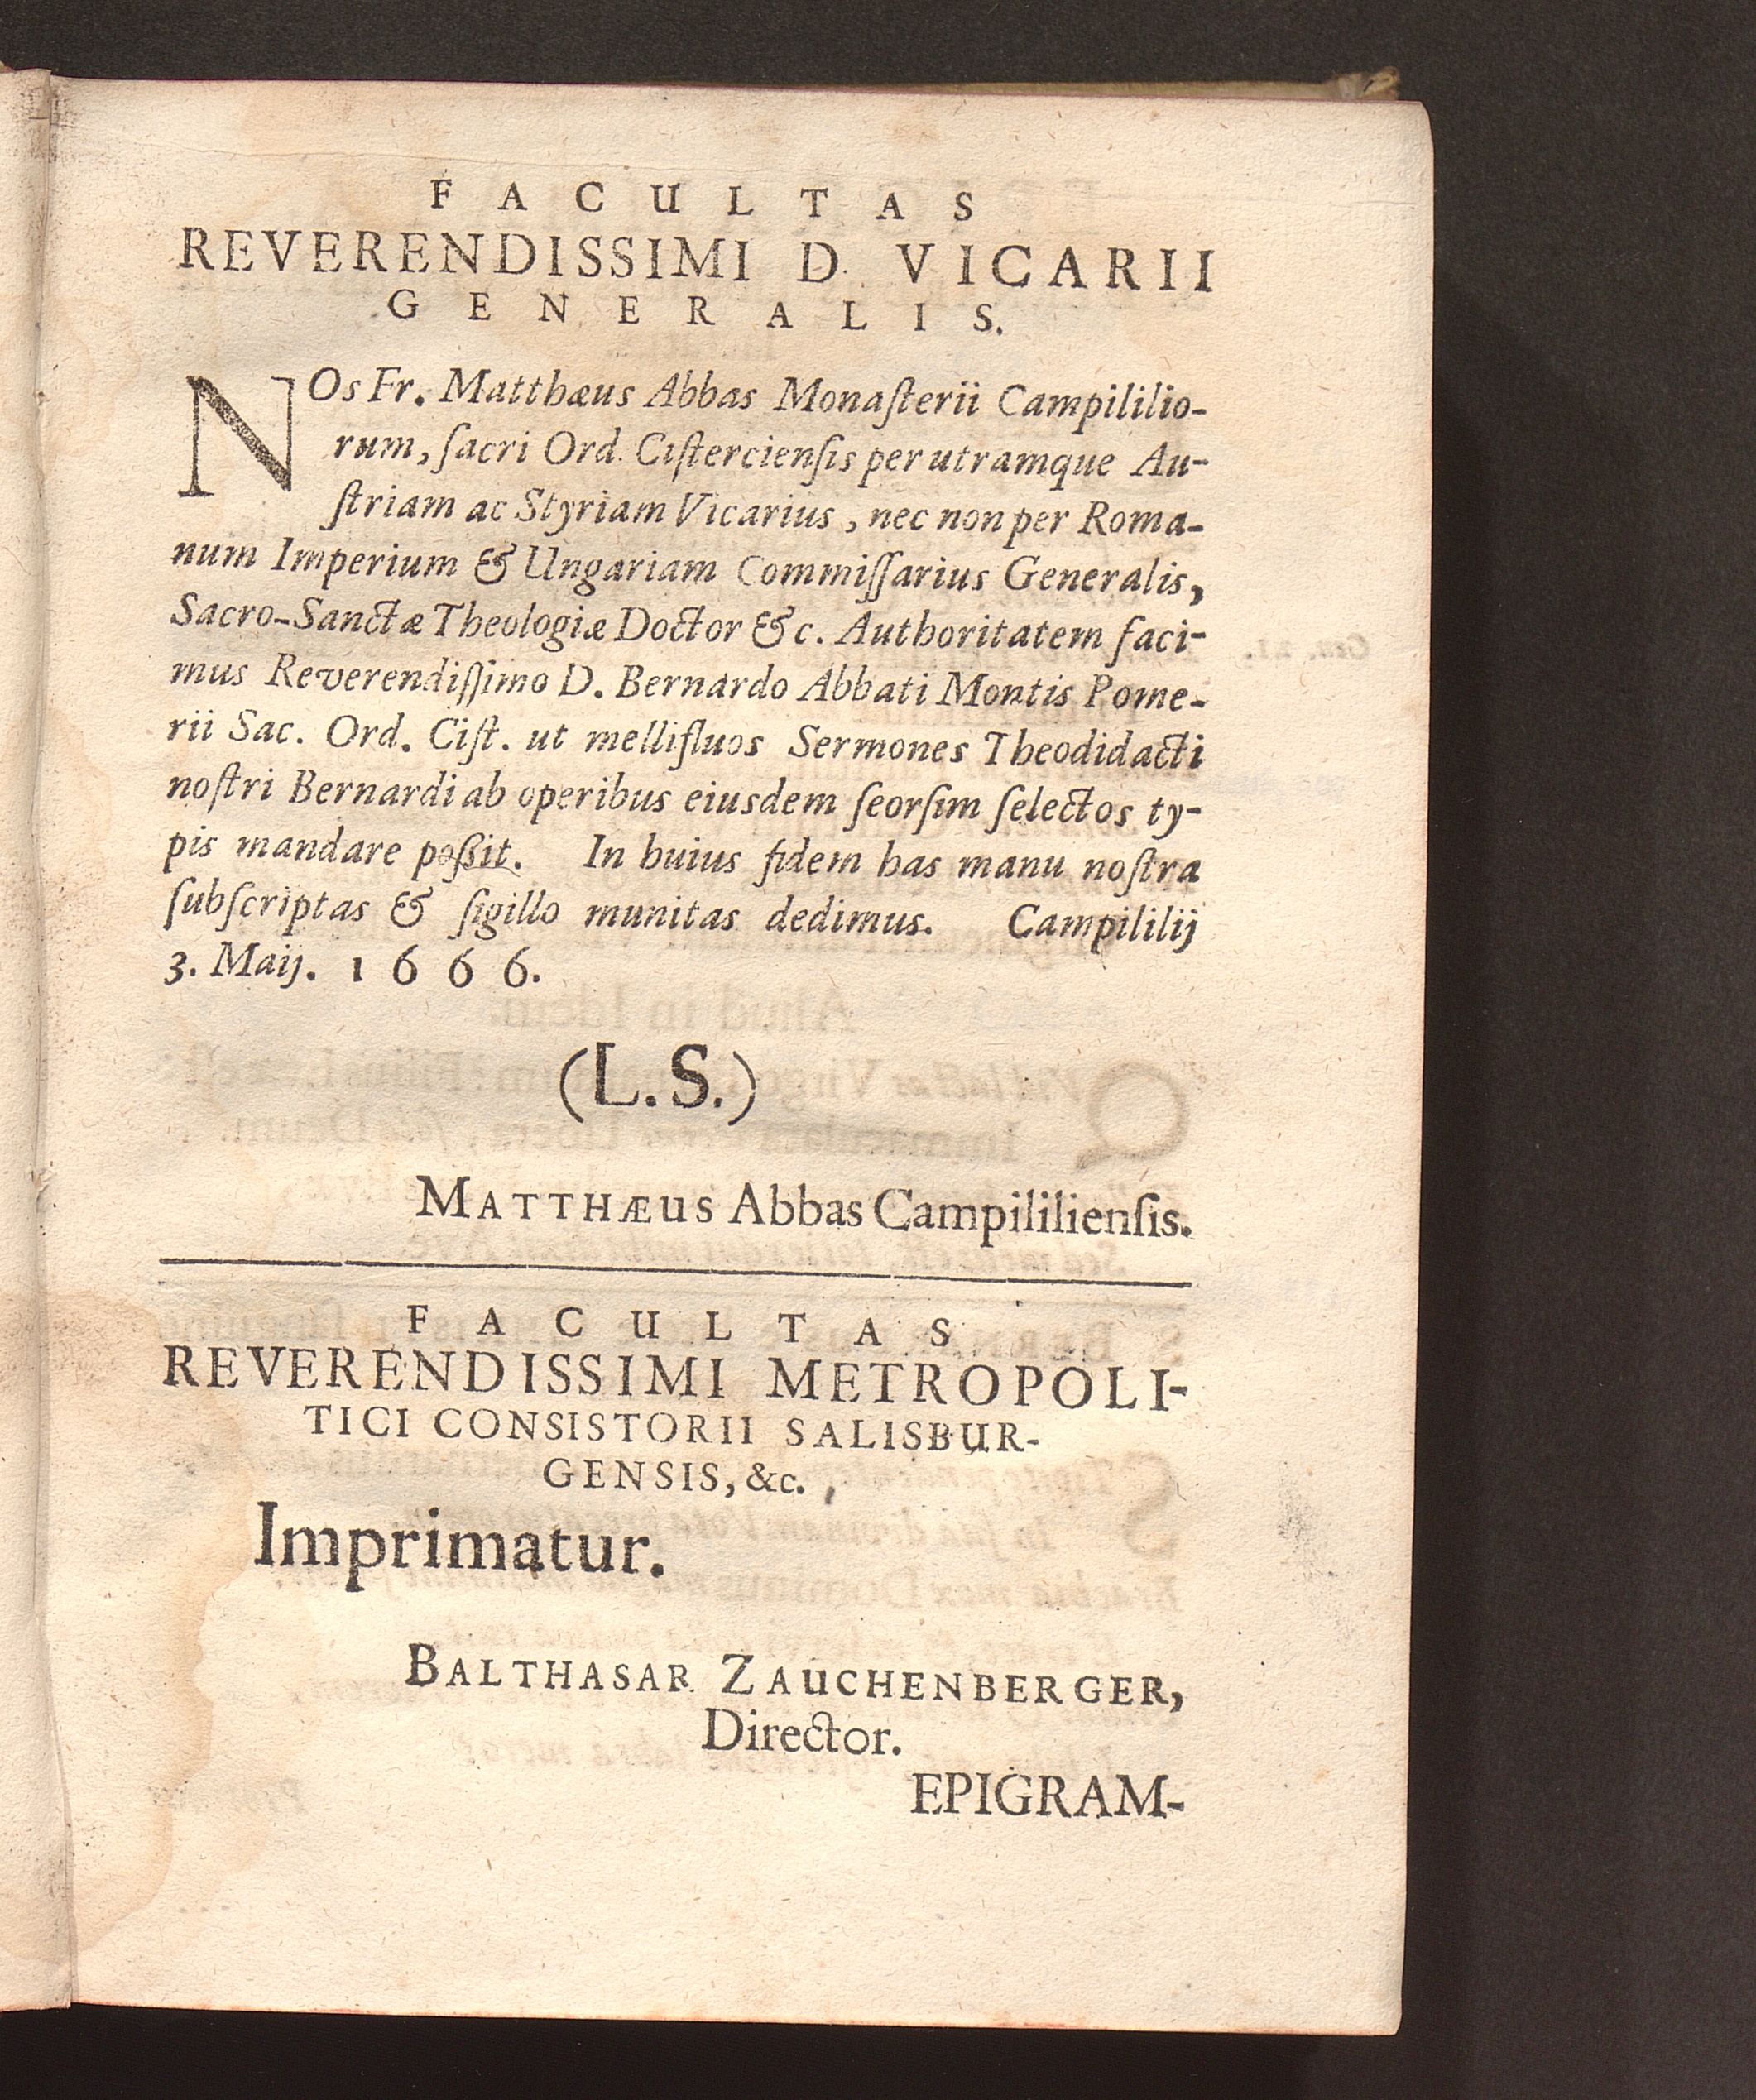 FACULTAS
REVERENDISSIMI D. VICARII
GENERALIS.
NOs Fr. Matthæus Abbas Monaſterii Campililio-
rum, ſacri Ord. Ciſtercienſis per utramque Au-
ſtriam ac Styriam Vicarius, nec non per Roma-
num Imperium & Ungariam Commiſſarius Generalis,
Sacro-Sanctæ Theologiæ Doctor &c. Authoritatem faci-
mus Reverendiſſimo D. Bernardo Abbati Montis Pome-
rii Sac. Ord. Ciſt. ut mellifluos Sermones Theodidacti
noſtri Bernardi ab operibus eiusdem ſeorſim ſelectos ty-
pis mandare poßit. In huius fidem has manu noſtra
ſubſcriptas & ſigillo munitas dedimus. Campililij
3. Maij. 1666.
(L.S.)
MATTHÆUS Abbas Campililienſis.
FACULTAS
REVERENDISSIMI METROPOLI-
TICI CONSISTORII SALISBUR-
GENSIS, &c.
Imprimatur.
BALTHASAR ZAUCHENBERGER,
Director.
EPIGRAM-